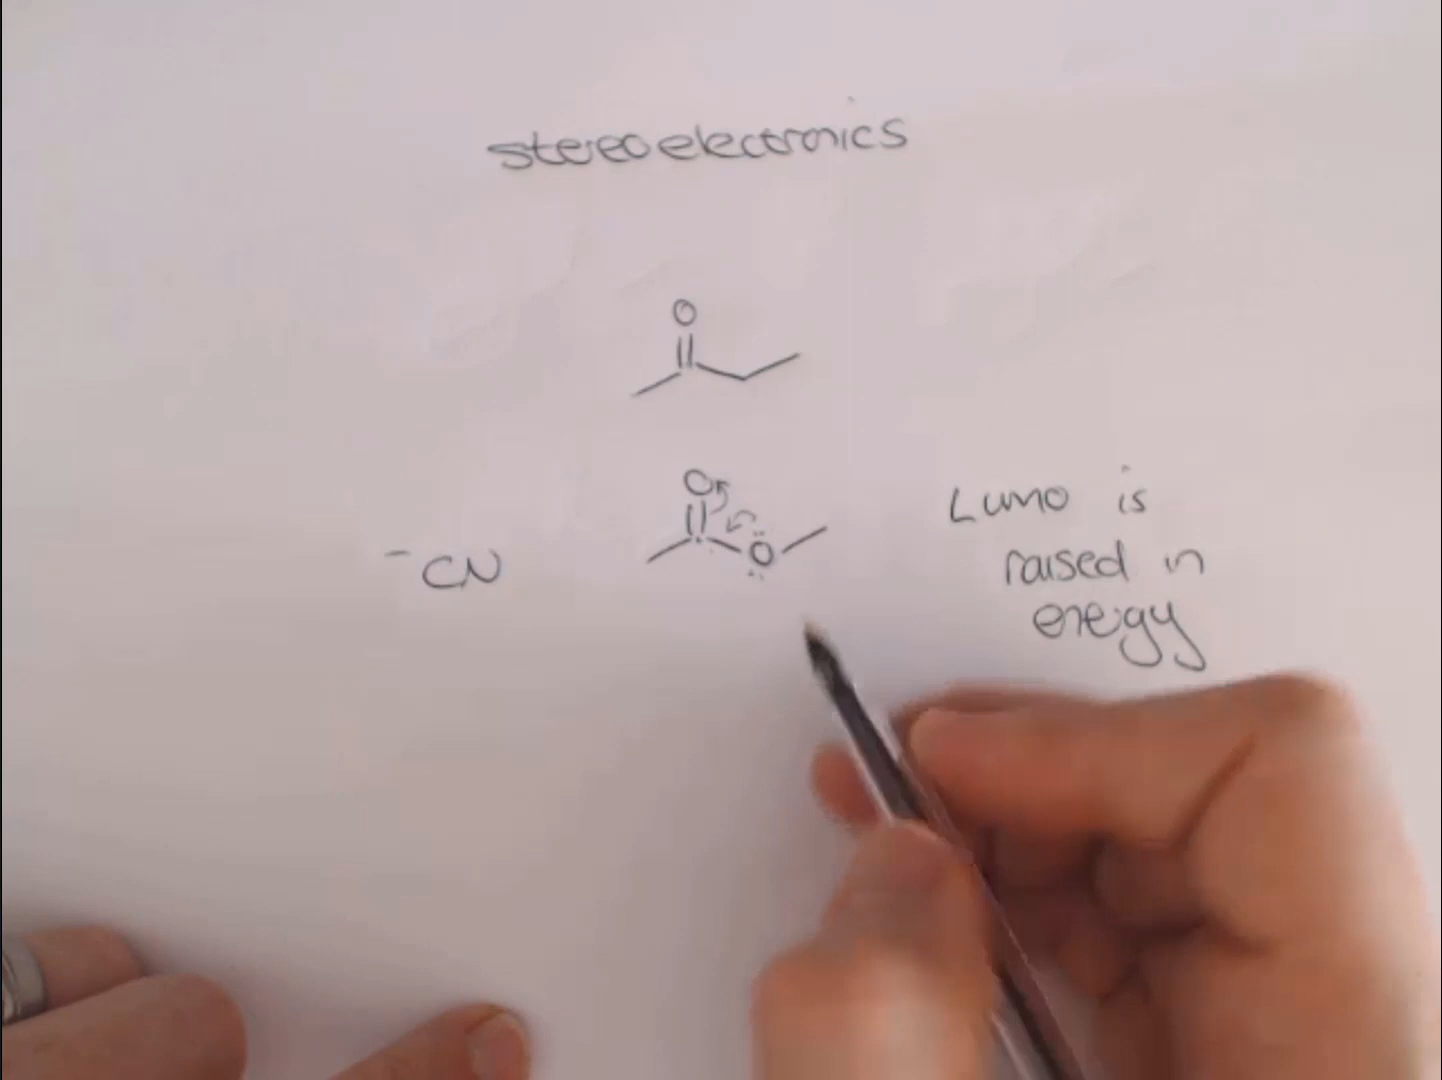 stereoelectronics
O
O
O
⁻CN
LUMO is
raised in
energy